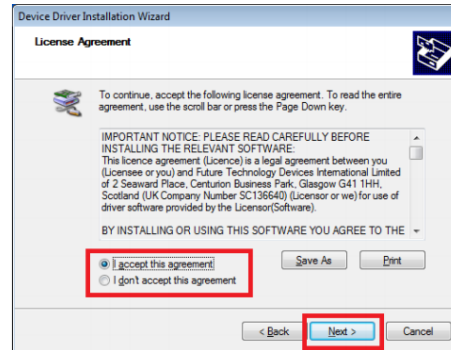 Device Driver Installation Wizard
License Agreement
To continue, accept the following license agreement. To read the entire
agreement, use the scroll bar or press the Page Down key.
IMPORTANT NOTICE: PLEASE READ CAREFULLY BEFORE
INSTALLING THE RELEVANT SOFTWARE:
This licence agreement (Licence) is a legal agreement between you
(Licensee or you) and Future Technology Devices International Limited
of 2 Seaward Place, Centurion Business Park, Glasgow G41 1HH,
Scotland (UK Company Number SC136640) (Licensor or we) for use of
driver software provided by the Licensor(Software).
BY INSTALLING OR USING THIS SOFTWARE YOU AGREE TO THE
I accept this agreement
Save As
Print
I don't accept this agreement
< Back
Next >
Cancel